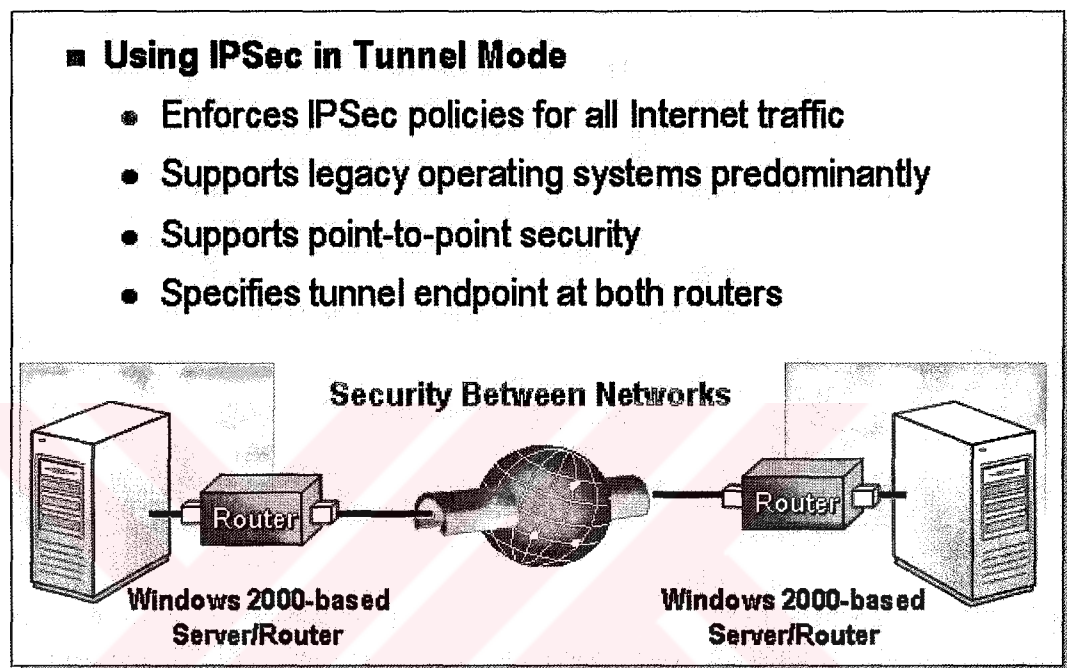 ■ Using IPSec in Tunnel Mode
• Enforces IPSec policies for all Internet traffic
• Supports legacy operating systems predominantly
• Supports point-to-point security
• Specifies tunnel endpoint at both routers
Security Between Networks
Router
Router
Windows 2000-based
Server/Router
Windows 2000-based
Server/Router